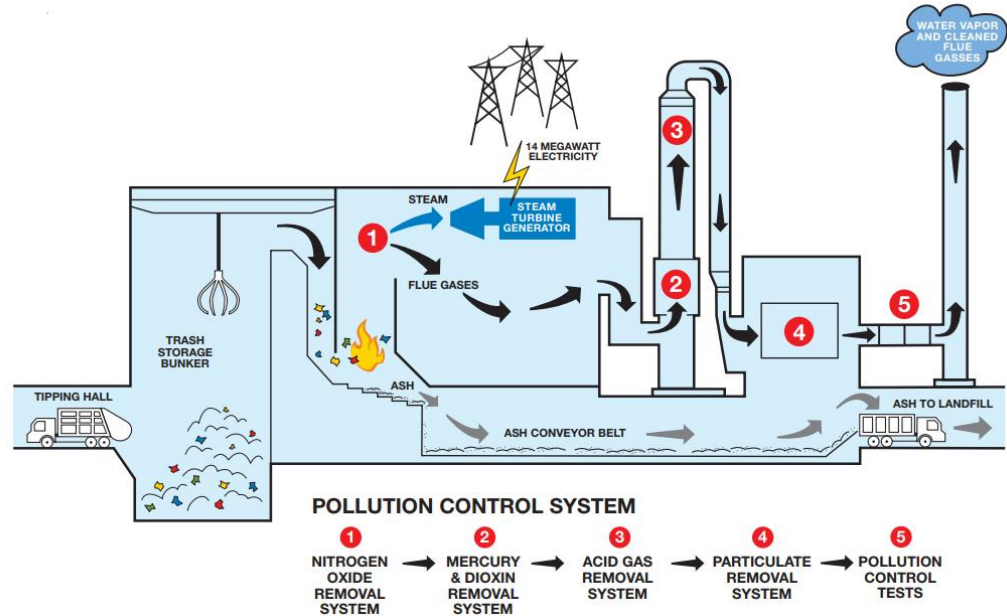 WATER VAPOR
AND CLEANED
FLUE
GASSES
3
14 MEGAWATT
ELECTRICITY
STEAM
STEAM
TURBINE
GENERATOR
1
FLUE GASES
2
5
4
TRASH
STORAGE
BUNKER
ASH
TIPPING HALL
ASH TO LANDFILL
ASH CONVEYOR BELT
POLLUTION CONTROL SYSTEM
1
NITROGEN
OXIDE
REMOVAL
SYSTEM
2
MERCURY
& DIOXIN
REMOVAL
SYSTEM
3
ACID GAS
REMOVAL
SYSTEM
4
PARTICULATE
REMOVAL
SYSTEM
5
POLLUTION
CONTROL
TESTS